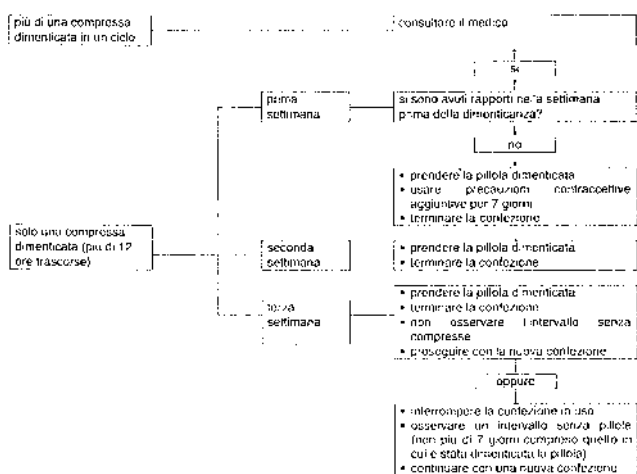 più di una compressa
dimenticata in un ciclo
consultare il medico
sì
prima
settimana
si sono avuti rapporti nella settimana
prima della dimenticanza?
no
• prendere la pillola dimenticata
• usare precauzioni contraccettive
aggiuntive per 7 giorni
• terminare la confezione
solo una compressa
dimenticata (più di 12
ore trascorse)
seconda
settimana
• prendere la pillola dimenticata
• terminare la confezione
terza
settimana
• prendere la pillola dimenticata
• terminare la confezione
• non osservare l'intervallo senza
compresse
• proseguire con la nuova confezione
oppure
• interrompere la confezione in uso
• osservare un intervallo senza pillole
(non più di 7 giorni compreso quello in
cui è stata dimenticata la pillola)
• continuare con una nuova confezione